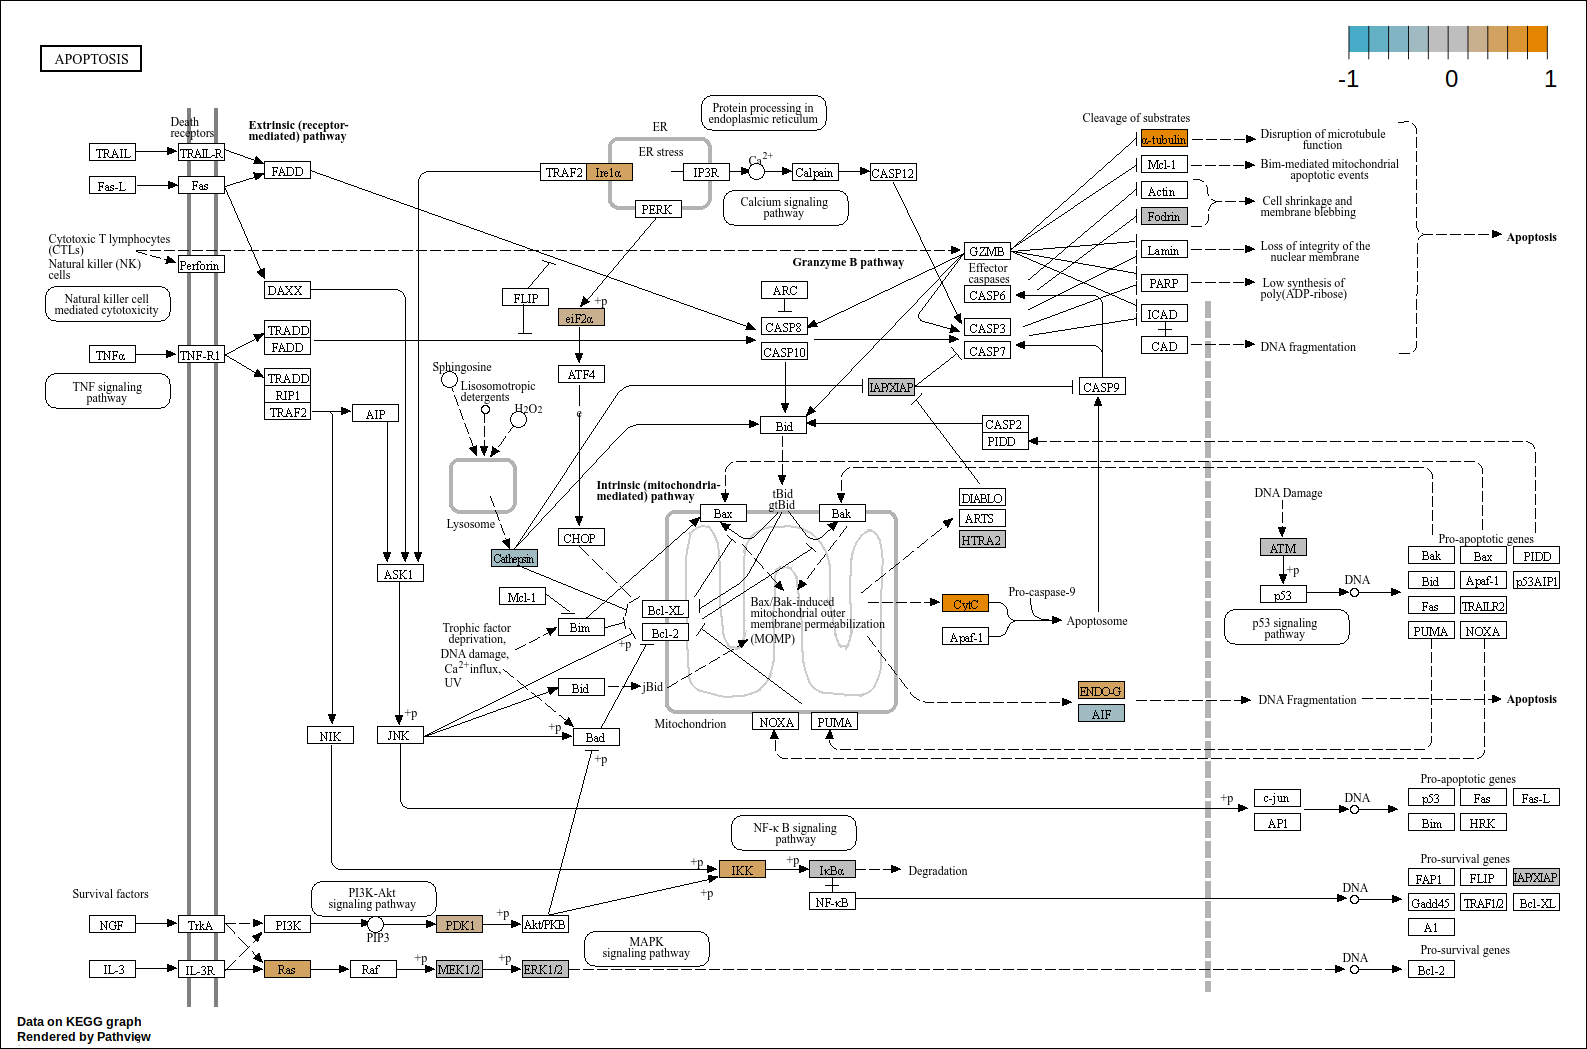 APOPTOSIS
-1 0 1
Death
receptors
Extrinsic (receptor-
mediated) pathway
TRAIL
TRAIL-R
FADD
Fas-L
Fas
Cytotoxic T lymphocytes
(CTLs)
Natural killer (NK)
cells
Perforin
DAXX
Natural killer cell
mediated cytotoxicity
TRADD
FADD
TNFα
TNF-R1
TNF signaling
pathway
TRADD
RIP1
TRAF2
AIP
ER
Protein processing in
endoplasmic reticulum
ER stress
TRAF2
Ire1α
IP3R
Ca2+
Calpain
CASP12
PERK
Calcium signaling
pathway
Granzyme B pathway
GZMB
Effector
caspases
CASP6
CASP3
CASP7
FLIP
+p
eiF2α
ARC
CASP8
CASP10
ATF4
e
IAP/XIAP
CASP9
Cleavage of substrates
α-tubulin
Disruption of microtubule
function
Mcl-1
Bim-mediated mitochondrial
apoptotic events
Actin
Fodrin
Cell shrinkage and
membrane blebbing
Apoptosis
Lamin
Loss of integrity of the
nuclear membrane
PARP
Low synthesis of
poly(ADP-ribose)
ICAD
CAD
DNA fragmentation
Sphingosine
Lisosomotropic
detergents
H2O2
Lysosome
Cathepsin
Bid
CASP2
PIDD
Intrinsic (mitochondria-
mediated) pathway
tBid
gtBid
Bax
Bak
DIABLO
ARTS
HTRA2
CHOP
ASK1
Mcl-1
Bcl-XL
Bcl-2
Bim
+p
Trophic factor
deprivation,
DNA damage,
Ca2+influx,
UV
Bax/Bak-induced
mitochondrial outer
membrane permeabilization
(MOMP)
CytC
Pro-caspase-9
Apaf-1
Apoptosome
Bid
jBid
Mitochondrion
NOXA
PUMA
ENDO-G
AIF
DNA Fragmentation
Apoptosis
DNA Damage
ATM
+p
p53
DNA
p53 signaling
pathway
Pro-apoptotic genes
Bak
Bax
PIDD
Bid
Apaf-1
p53AIP1
Fas
TRAILR2
PUMA
NOXA
NIK
+p
JNK
+p
Bad
+p
+p
c-jun
AP1
DNA
Pro-apoptotic genes
p53
Fas
Fas-L
Bim
HRK
NF-κ B signaling
pathway
+p
IKK
+p
IκBα
Degradation
+p
NF-κB
DNA
Pro-survival genes
FAP1
FLIP
IAP/XIAP
Gadd45
TRAF1/2
Bcl-XL
A1
Survival factors
PI3K-Akt
signaling pathway
NGF
TrkA
PI3K
PIP3
PDK1
+p
Akt/PKB
MAPK
signaling pathway
IL-3
IL-3R
Ras
Raf
+p
MEK1/2
+p
ERK1/2
DNA
Pro-survival genes
Bcl-2
Data on KEGG graph
Rendered by Pathview